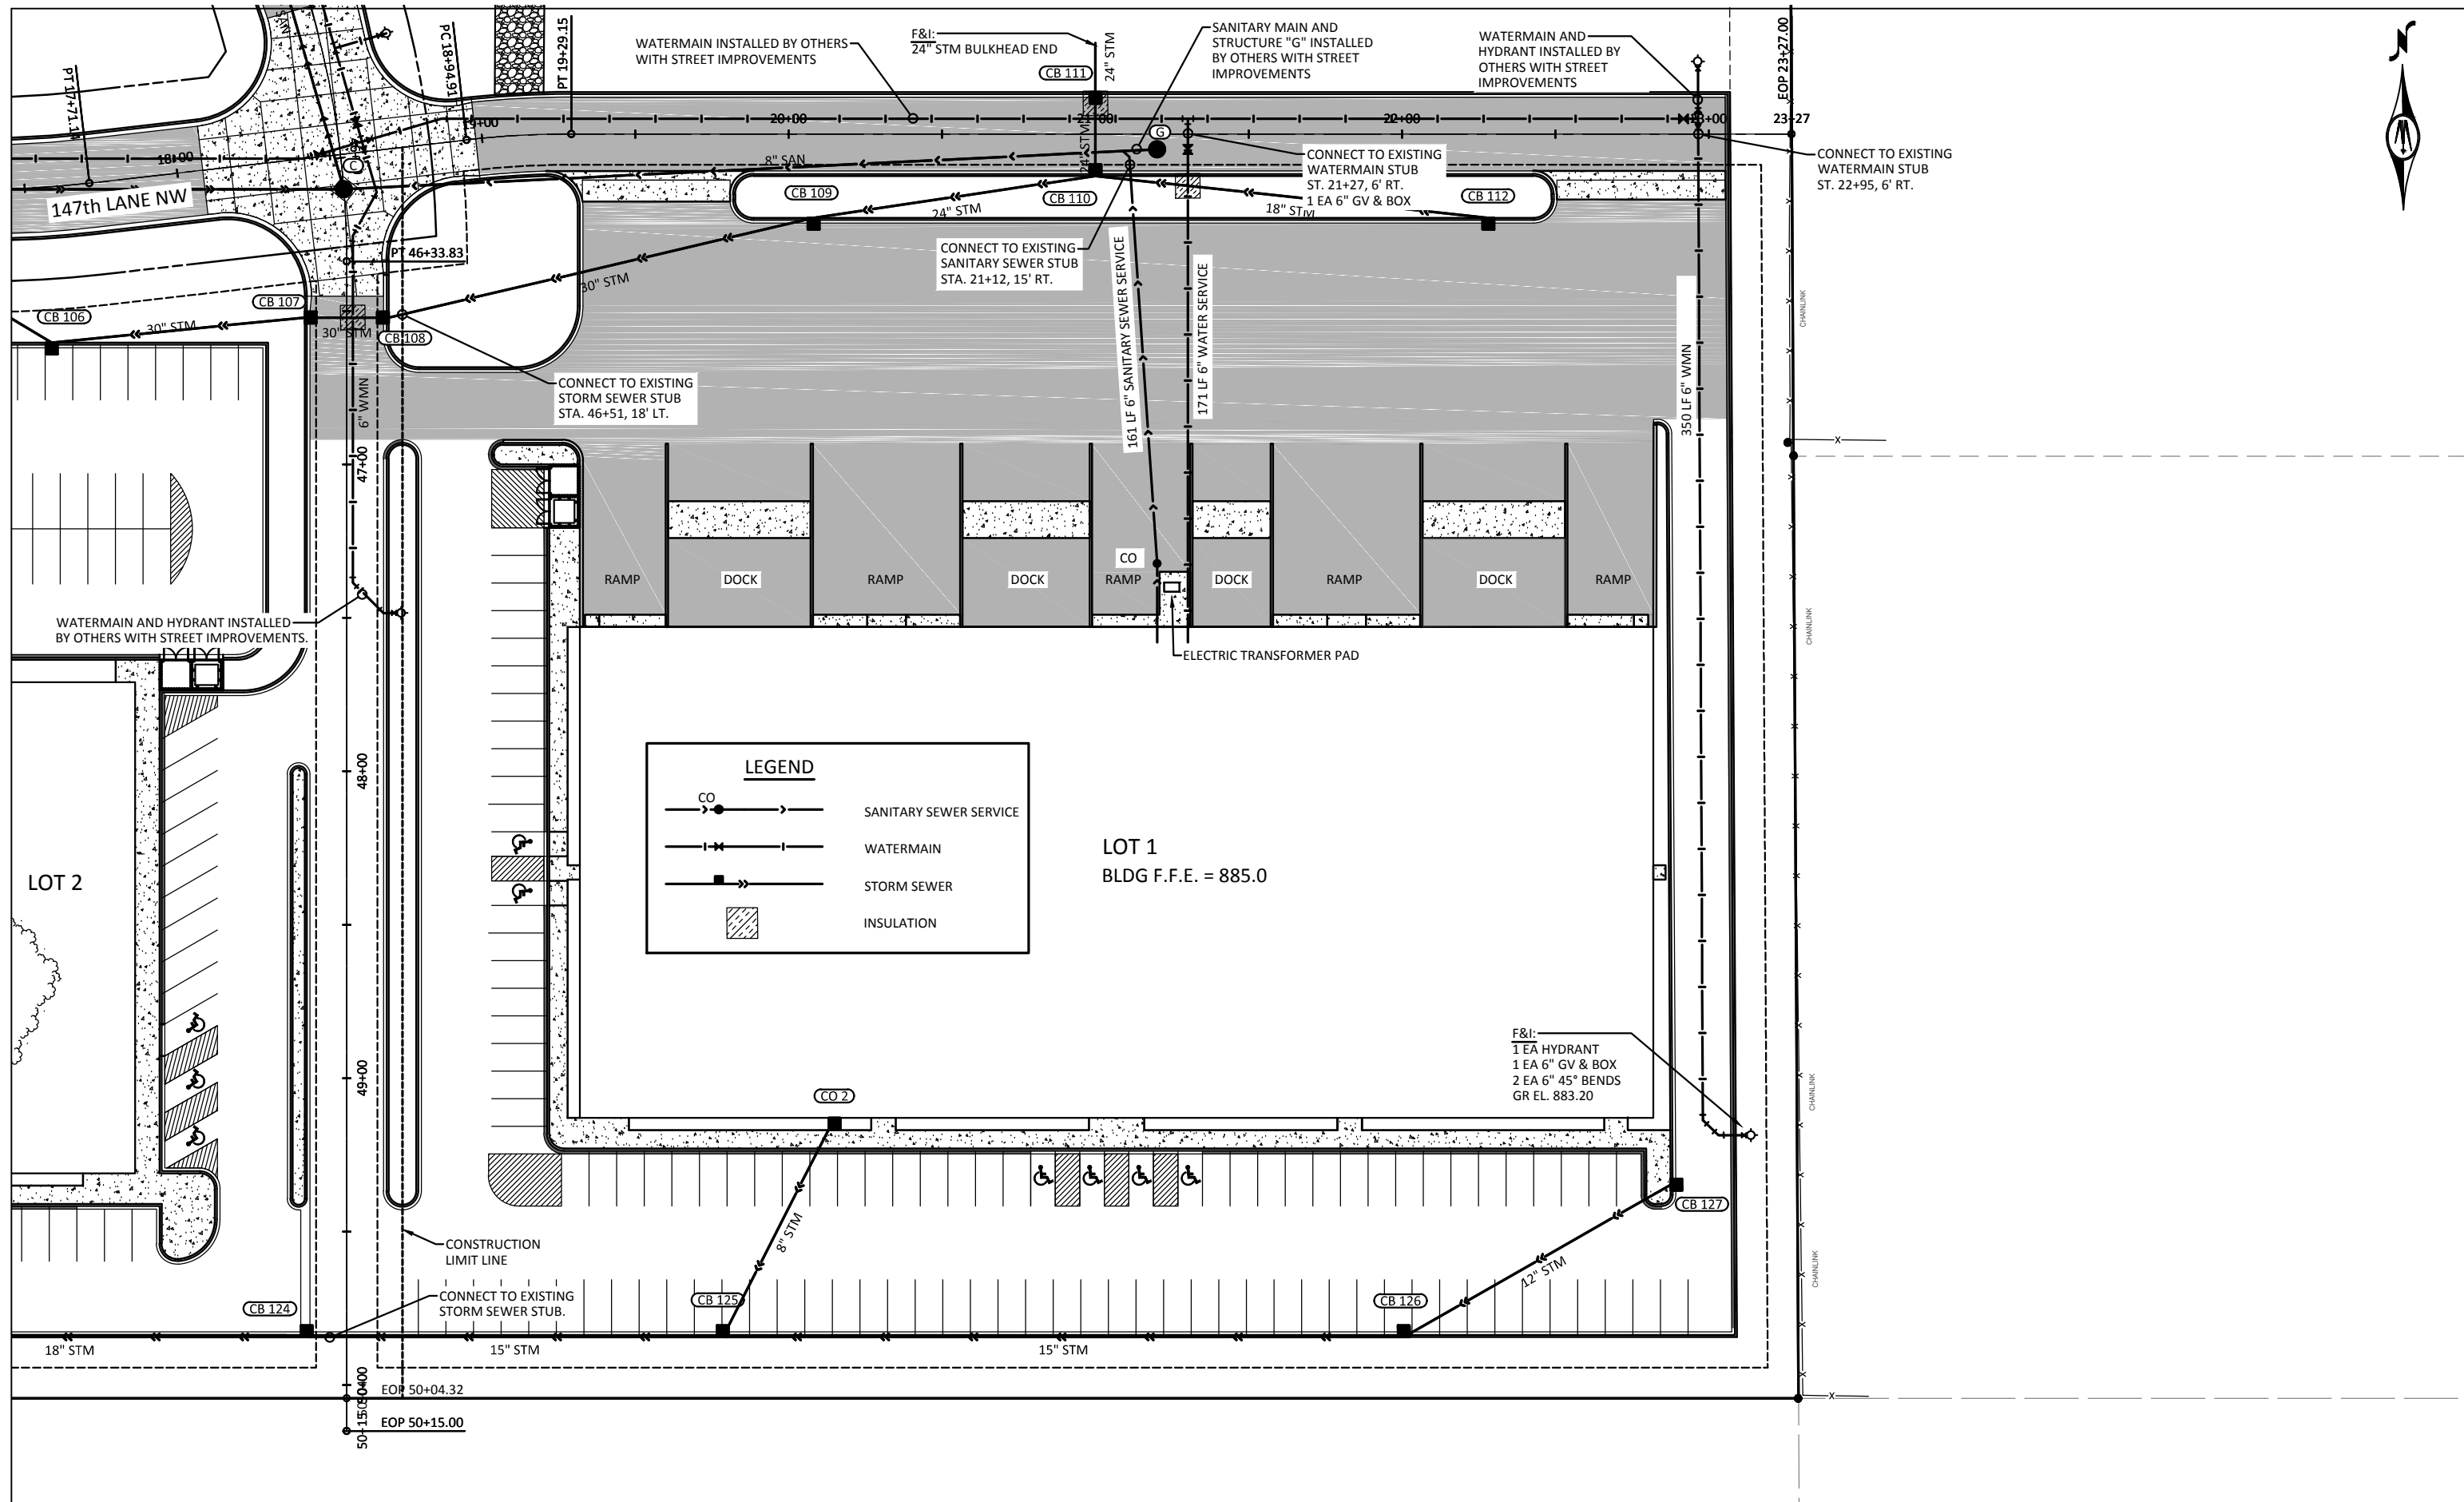 SAN
PC 18+94.91
PT 19+29.15
WATERMAIN INSTALLED BY OTHERS
WITH STREET IMPROVEMENTS
F&I:
24" STM BULKHEAD END
CB 111
24" STM
SANITARY MAIN AND
STRUCTURE "G" INSTALLED
BY OTHERS WITH STREET
IMPROVEMENTS
WATERMAIN AND
HYDRANT INSTALLED BY
OTHERS WITH STREET
IMPROVEMENTS
EOP 23+27.00
N
PT 17+71.14
20+00
21+00
22+00
23+27
18+00
C
8" SAN
24" STM
G
CONNECT TO EXISTING
WATERMAIN STUB
ST. 21+27, 6' RT.
1 EA 6" GV & BOX
CONNECT TO EXISTING
WATERMAIN STUB
ST. 22+95, 6' RT.
147th LANE NW
CB 109
24" STM
CB 110
18" STM
CB 112
PT 46+33.83
CONNECT TO EXISTING
SANITARY SEWER STUB
STA. 21+12, 15' RT.
30" STM
CB 107
CB 106
30" STM
30" STM
CB 108
161 LF 6" SANITARY SEWER SERVICE
171 LF 6" WATER SERVICE
350 LF 6" WMN
CHAINLINK
CONNECT TO EXISTING
STORM SEWER STUB
STA. 46+51, 18' LT.
6" WMN
47+00
CO
RAMP
DOCK
RAMP
DOCK
RAMP
DOCK
RAMP
DOCK
RAMP
WATERMAIN AND HYDRANT INSTALLED
BY OTHERS WITH STREET IMPROVEMENTS.
CHAINLINK
ELECTRIC TRANSFORMER PAD
48+00
LEGEND
CO
SANITARY SEWER SERVICE
WATERMAIN
STORM SEWER
INSULATION
LOT 1
BLDG F.F.E. = 885.0
LOT 2
49+00
F&I:
1 EA HYDRANT
1 EA 6" GV & BOX
2 EA 6" 45° BENDS
GR EL. 883.20
CHAINLINK
CO 2
CB 127
8" STM
12" STM
CONSTRUCTION
LIMIT LINE
CHAINLINK
CONNECT TO EXISTING
STORM SEWER STUB.
CB 124
CB 125
CB 126
18" STM
15" STM
15" STM
EOP 50+04.32
EOP 50+15.00